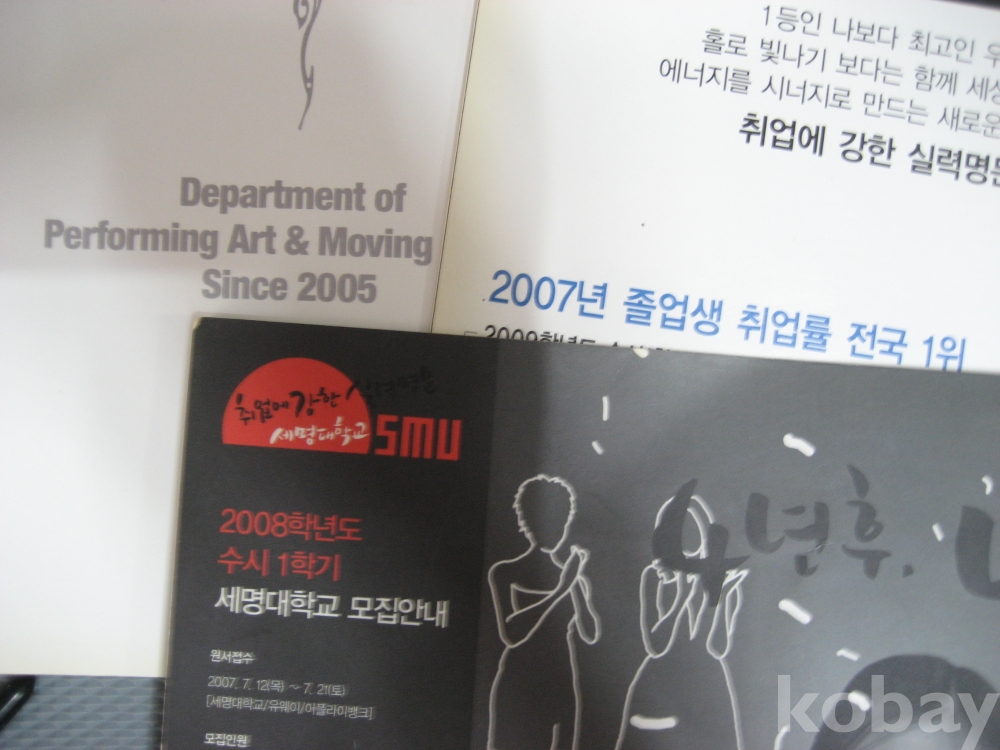 Department of
Performing Art & Moving
Since 2005
1등인 나보다 최고인
홀로 빛나기 보다는 함께
에너지를 시너지로 만드는 새로운
취업에 강한
2007년 졸업생 취업률 전국 1위
취업에 강한 실력명문
세명대학교 SMU
2008학년도
수시 1학기
세명대학교 모집안내
원서접수
2007. 7. 12(목) ~ 7. 21(토)
[세명대학교/유웨이/어플라이뱅크]
모집인원
4년후,
kobay